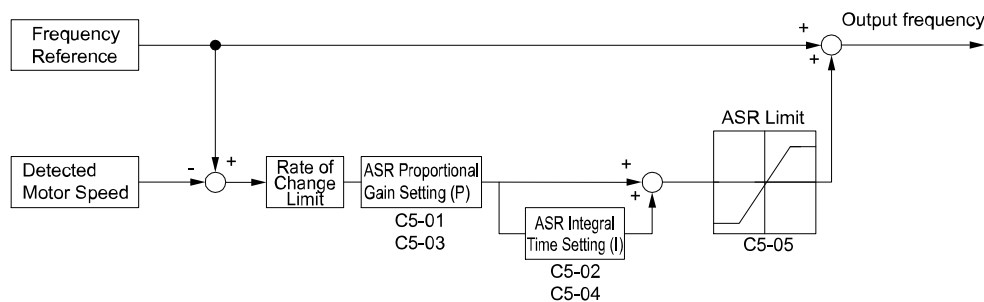 Output frequency
Frequency
Reference
+
+
ASR Limit
Detected
Motor Speed
-
+
Rate of
Change
Limit
ASR Proportional
Gain Setting (P)
C5-01
C5-03
+
+
ASR Integral
Time Setting (I)
C5-02
C5-04
C5-05